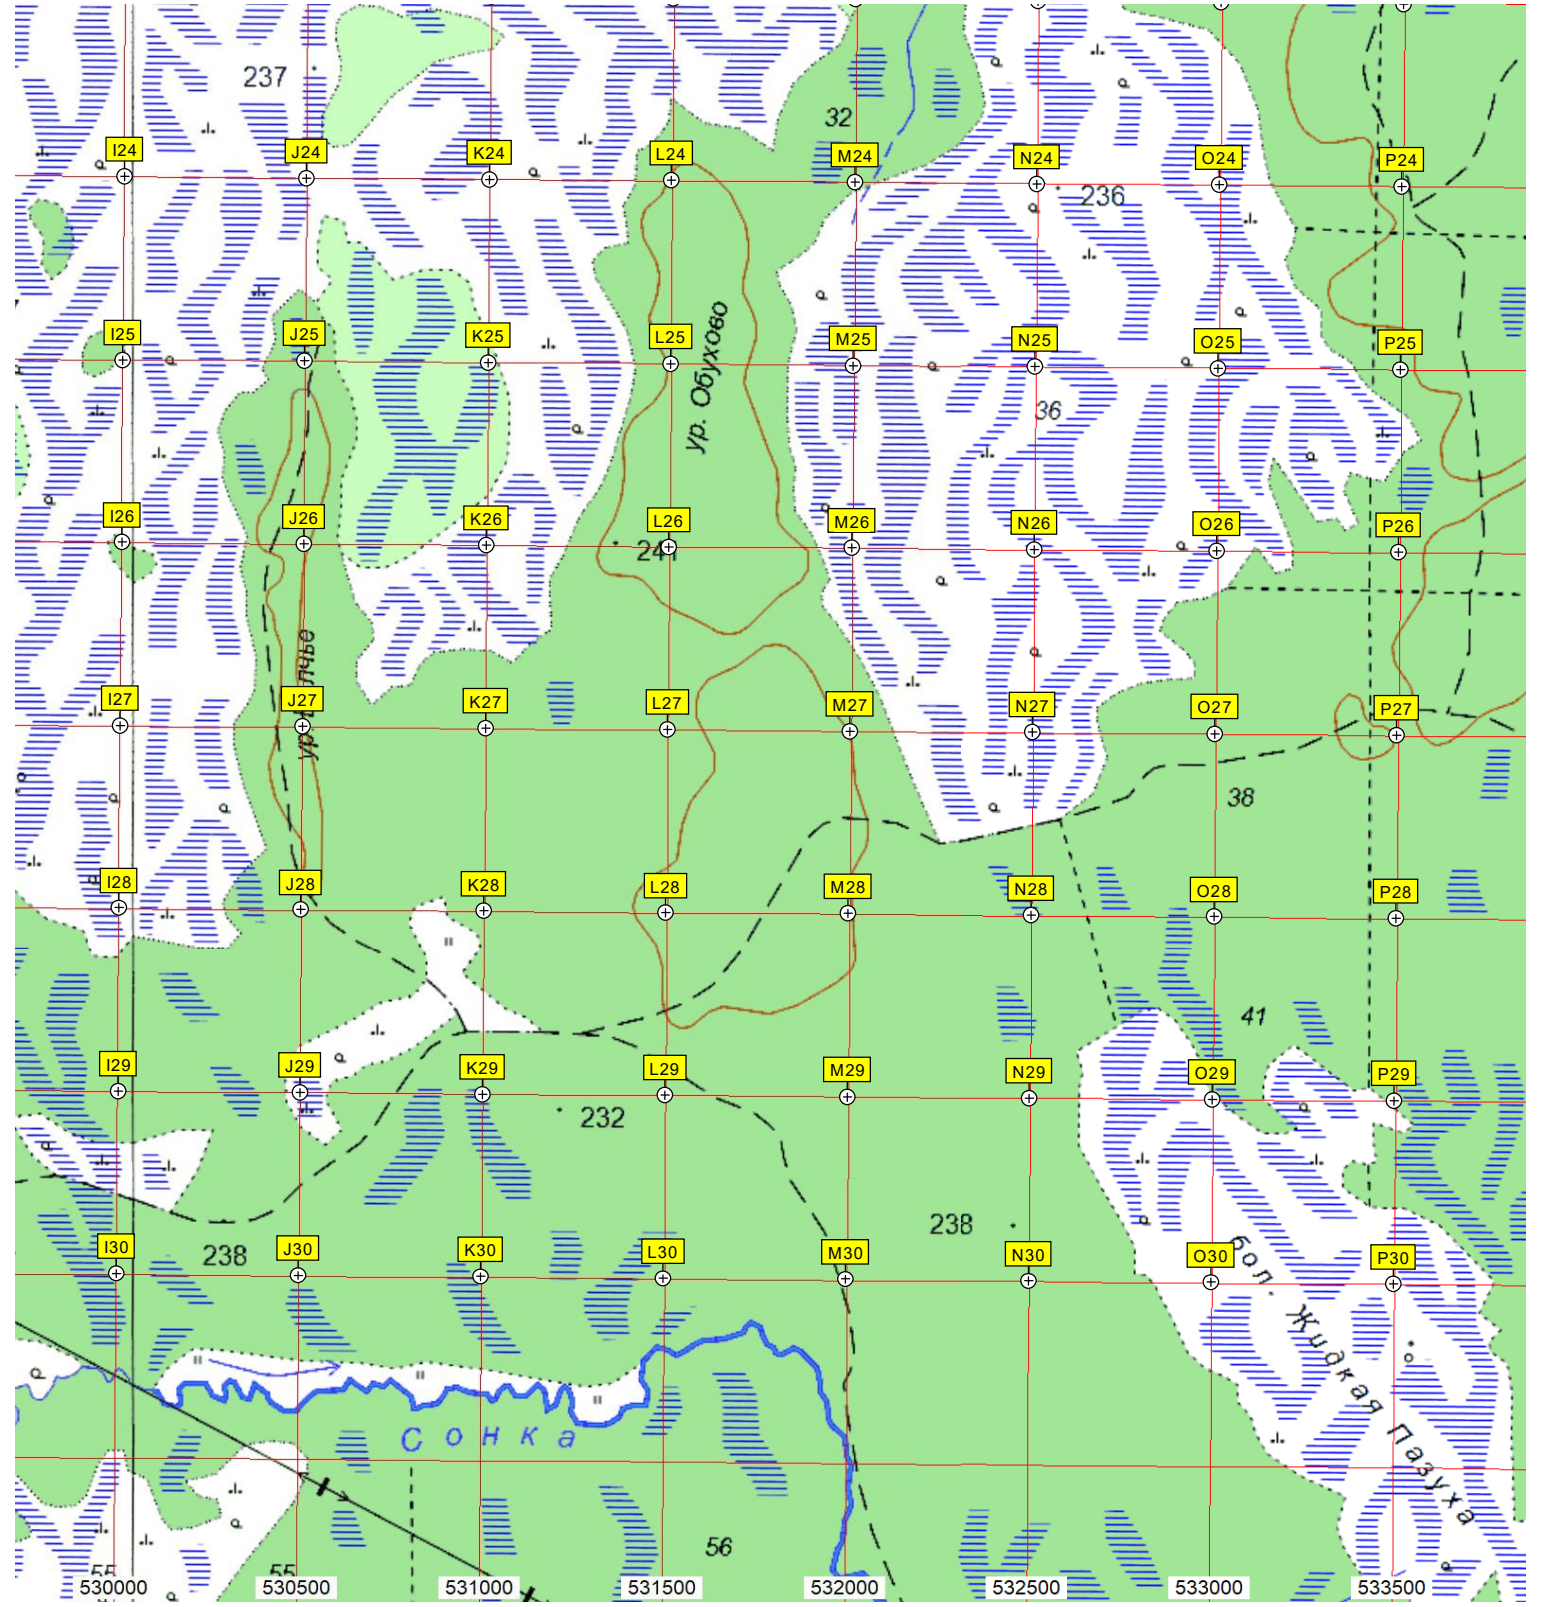 237
32
I24 J24 K24 L24 M24 N24 O24 P24
236
ур. Обухово
I25 J25 K25 L25 M25 N25 O25 P25
36
I26 J26 K26 L26 M26 N26 O26 P26
I27 J27 K27 L27 M27 N27 O27 P27
38
I28 J28 K28 L28 M28 N28 O28 P28
41
I29 J29 K29 L29 M29 N29 O29 P29
232
238
I30 J30 K30 L30 M30 N30 O30 P30
238
бол. Жидкая Пазуха
Сонка
56
55 55
530000 530500 531000 531500 532000 532500 533000 533500